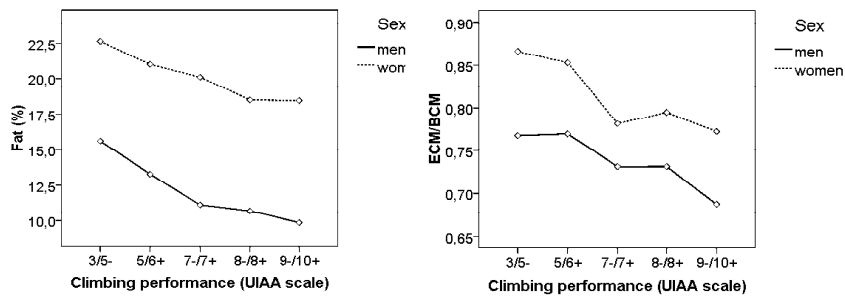 Sex
men
wom
Fat (%)
22,5
20,0
17,5
15,0
12,5
10,0
3/5-
5/6+
7-/7+
8-/8+
9-/10+
Climbing performance (UIAA scale)
Sex
men
women
ECM/BCM
0,90
0,85
0,80
0,75
0,70
0,65
3/5-
5/6+
7-/7+
8-/8+
9-/10+
Climbing performance (UIAA scale)